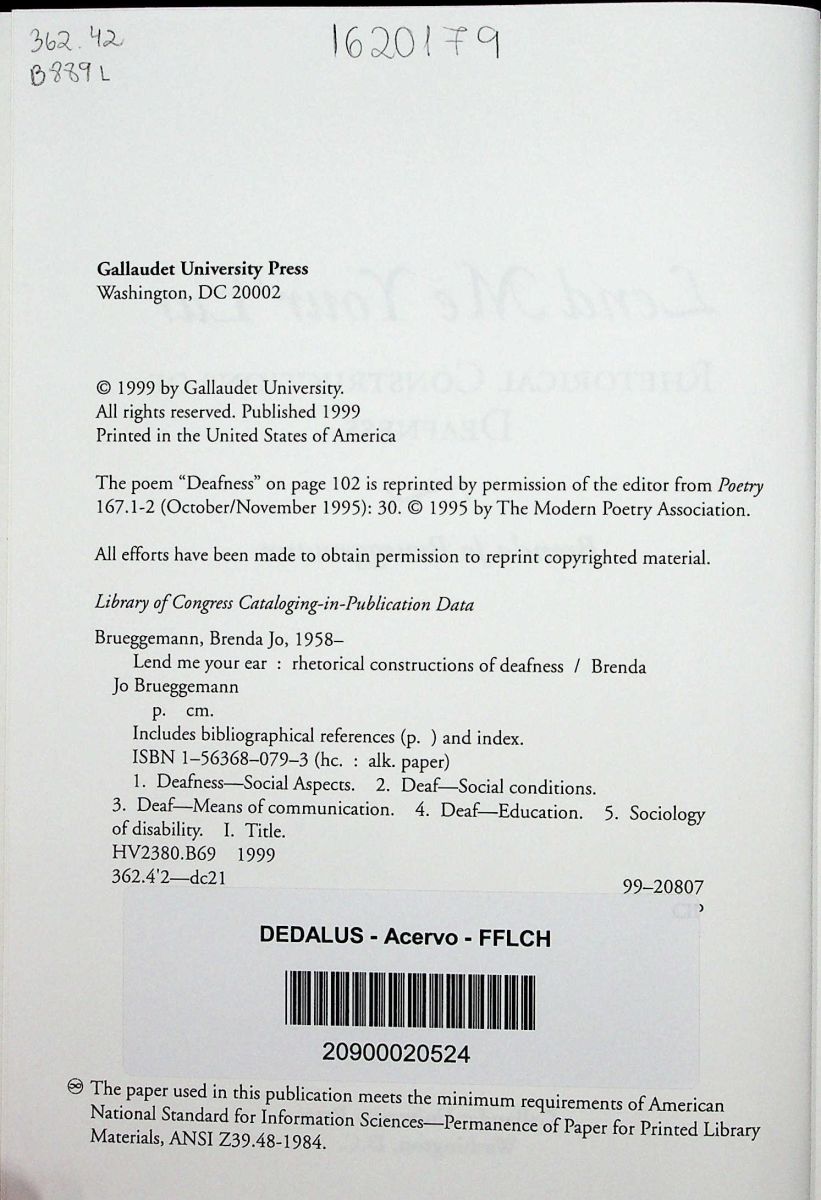 362.42
1620179
B889L
Gallaudet University Press
Washington, DC 20002
© 1999 by Gallaudet University.
All rights reserved. Published 1999
Printed in the United States of America
The poem “Deafness” on page 102 is reprinted by permission of the editor from Poetry
167.1-2 (October/November 1995): 30. © 1995 by The Modern Poetry Association.
All efforts have been made to obtain permission to reprint copyrighted material.
Library of Congress Cataloging-in-Publication Data
Brueggemann, Brenda Jo, 1958–
Lend me your ear : rhetorical constructions of deafness / Brenda
Jo Brueggemann
p. cm.
Includes bibliographical references (p. ) and index.
ISBN 1–56368–079–3 (hc. : alk. paper)
1. Deafness—Social Aspects. 2. Deaf—Social conditions.
3. Deaf—Means of communication. 4. Deaf—Education. 5. Sociology
of disability. I. Title.
HV2380.B69 1999
362.4'2—dc21
99–20807
DEDALUS - Acervo - FFLCH
20900020524
♾ The paper used in this publication meets the minimum requirements of American
National Standard for Information Sciences—Permanence of Paper for Printed Library
Materials, ANSI Z39.48-1984.